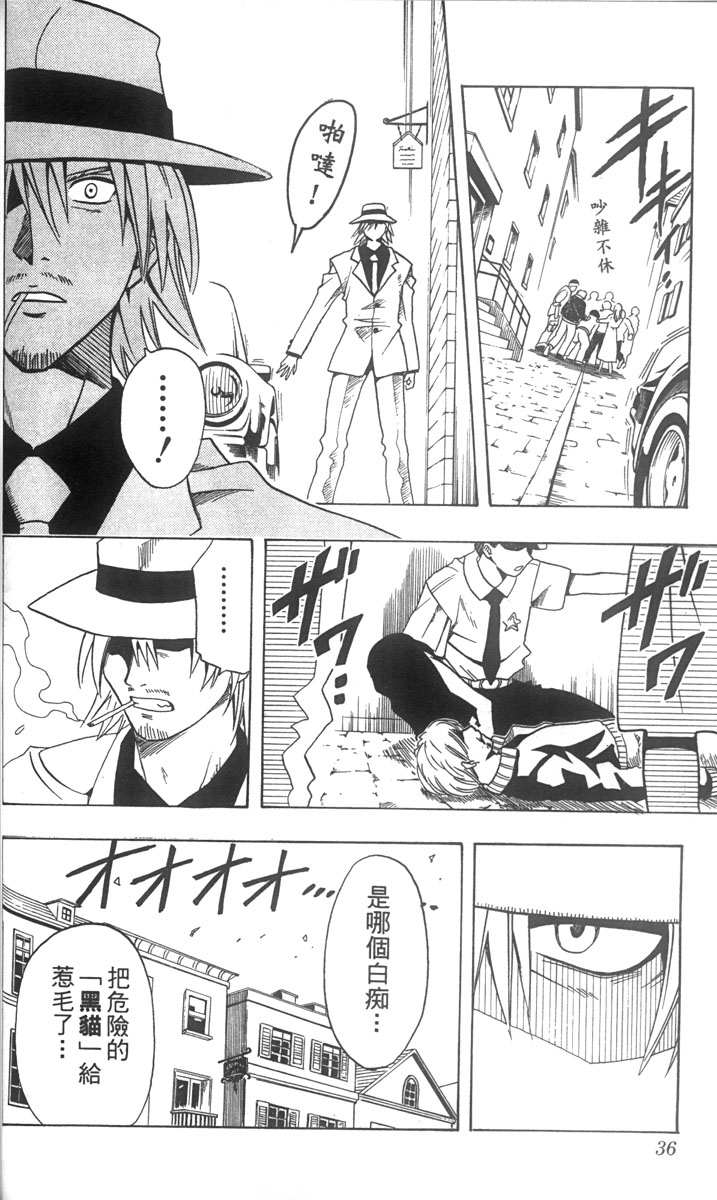 キキィ
吵雜不休
啪噠！
……！
ザワ
ザワ…
……
是哪個白痴…
把危險的
「黑貓」給
惹毛了…
オオオオ…
36